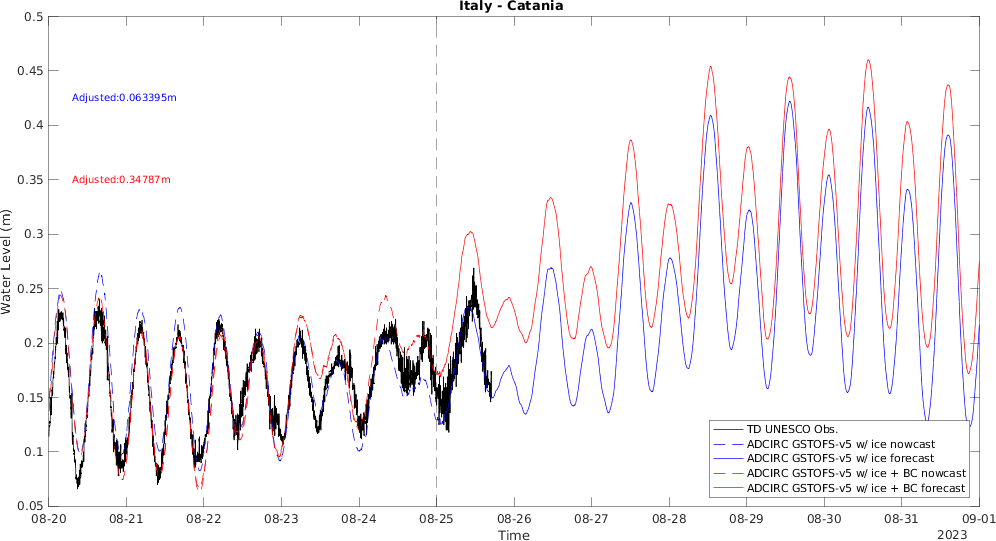 Italy - Catania
0.5
0.45
0.4
0.35
0.3
0.25
0.2
0.15
0.1
0.05
Water Level (m)
Adjusted:0.063395m
Adjusted:0.34787m
TD UNESCO Obs.
ADCIRC GSTOFS-v5 w/ ice nowcast
ADCIRC GSTOFS-v5 w/ ice forecast
ADCIRC GSTOFS-v5 w/ ice + BC nowcast
ADCIRC GSTOFS-v5 w/ ice + BC forecast
08-20 08-21 08-22 08-23 08-24 08-25 08-26 08-27 08-28 08-29 08-30 08-31 09-01
Time
2023